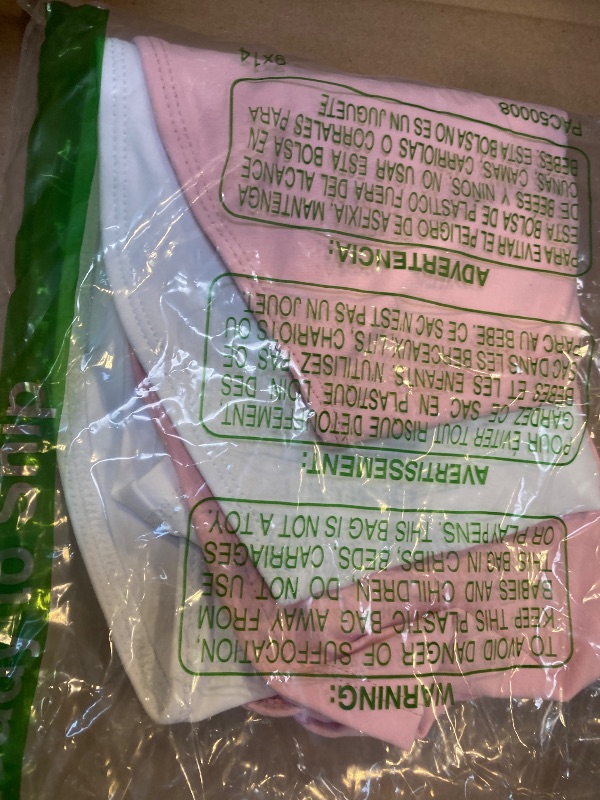 WARNING:
TO AVOID DANGER OF SUFFOCATION,
KEEP THIS PLASTIC BAG AWAY FROM
BABIES AND CHILDREN, DO NOT USE
THIS BAG IN CRIBS, BEDS, CARRIAGES
OR PLAYPENS. THIS BAG IS NOT A TOY.
AVERTISSEMENT:
POUR ÉVITER TOUT RISQUE D'ETOUFFEMENT
GARDEZ CE SAC EN PLASTIQUE LOIN DES
BEBES ET LES ENFANTS. N'UTILISEZ PAS CE
SAC DANS LES BERCEAUX, LITS, CHARIOTS OU
PARC AU BEBE. CE SAC N'EST PAS UN JOUET
ADVERTENCIA:
PARA EVITAR EL PELIGRO DE ASFIXIA, MANTENGA
ESTA BOLSA DE PLASTICO FUERA DEL ALCANCE
DE BEBES Y NINOS. NO USAR ESTA BOLSA EN
CUNAS, CAMAS, CARRIOLAS O CORRALES PARA
BEBES. ESTA BOLSA NO ES UN JUGUETE
PAC60008
9x14